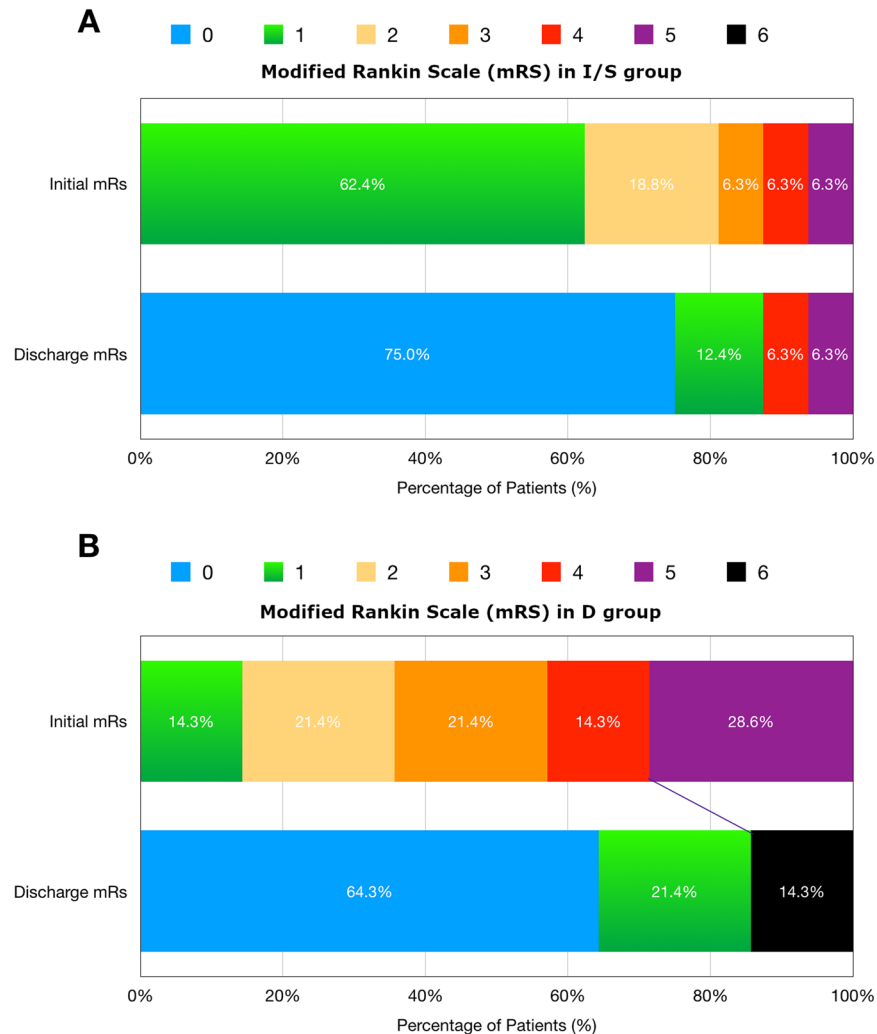 A
0 1 2 3 4 5 6
Modified Rankin Scale (mRS) in I/S group
Initial mRs 62.4% 18.8% 6.3% 6.3% 6.3%
Discharge mRs 75.0% 12.4% 6.3% 6.3%
0% 20% 40% 60% 80% 100%
Percentage of Patients (%)
B
0 1 2 3 4 5 6
Modified Rankin Scale (mRS) in D group
Initial mRs 14.3% 21.4% 21.4% 14.3% 28.6%
Discharge mRs 64.3% 21.4% 14.3%
0% 20% 40% 60% 80% 100%
Percentage of Patients (%)